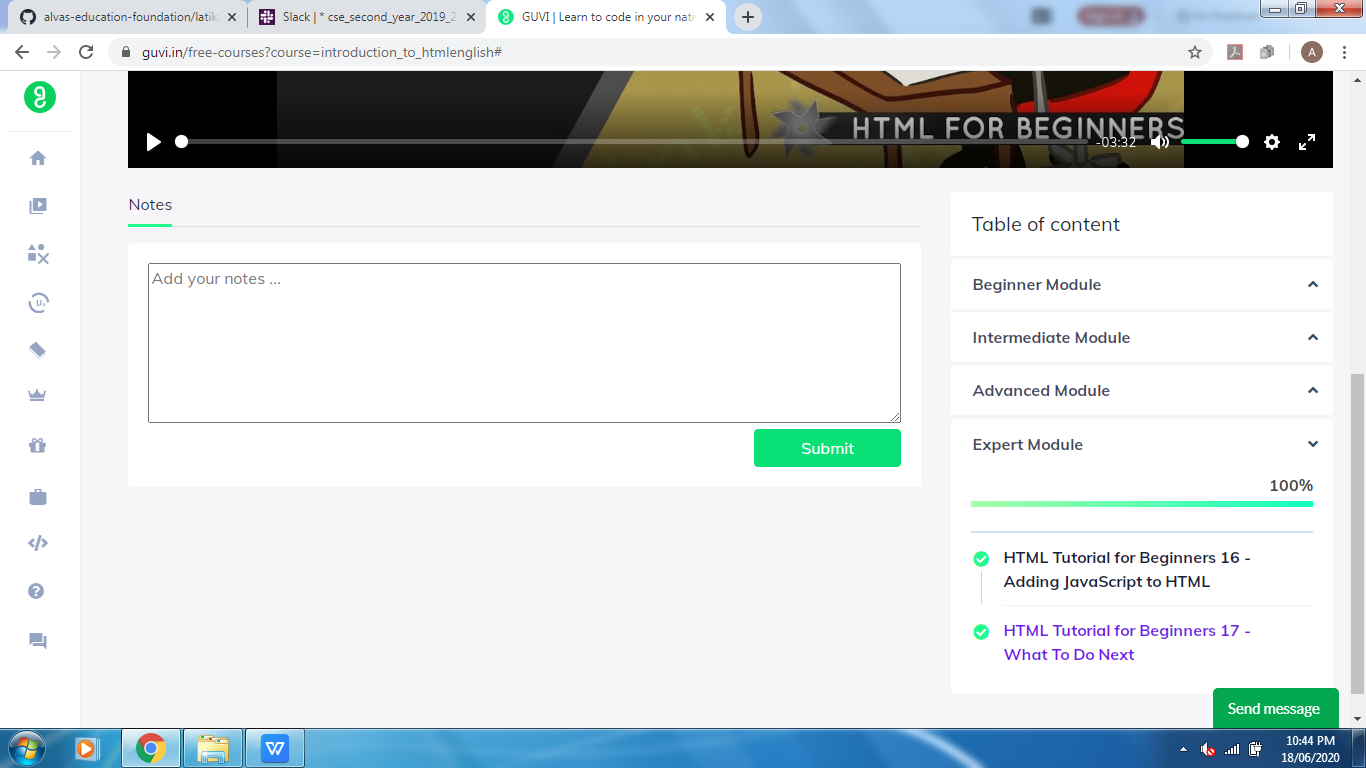 alvas-education-foundation/latik
Slack | * cse_second_year_2019_2
GUVI | Learn to code in your nati
guvi.in/free-courses?course=introduction_to_htmlenglish#
A
HTML FOR BEGINNERS
-03:32
Notes
Add your notes ...
Submit
Table of content
Beginner Module
Intermediate Module
Advanced Module
Expert Module
100%
HTML Tutorial for Beginners 16 -
Adding JavaScript to HTML
HTML Tutorial for Beginners 17 -
What To Do Next
Send message
W
10:44 PM
18/06/2020